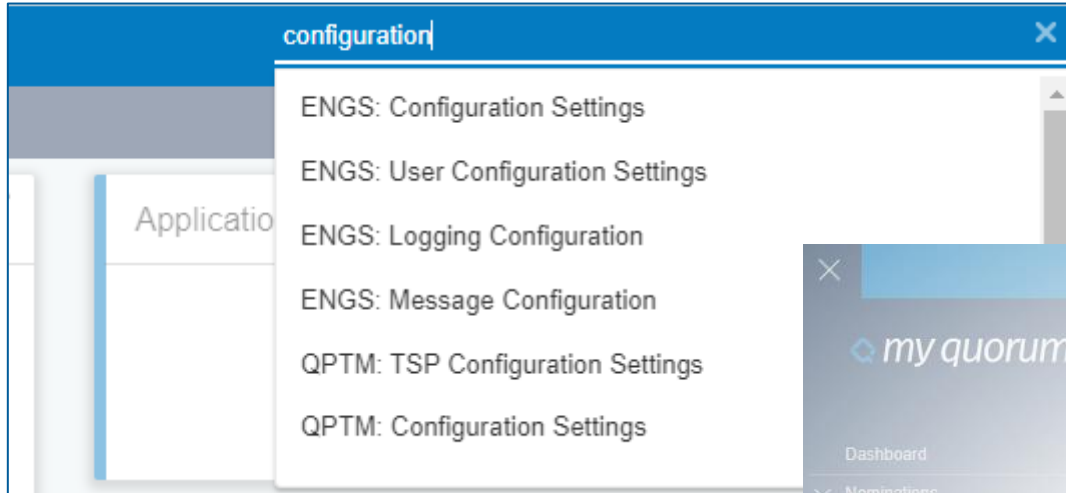 configuration
ENGS: Configuration Settings
ENGS: User Configuration Settings
Applicatio
ENGS: Logging Configuration
ENGS: Message Configuration
QPTM: TSP Configuration Settings
QPTM: Configuration Settings
my quorum
Dashboard
Nominations